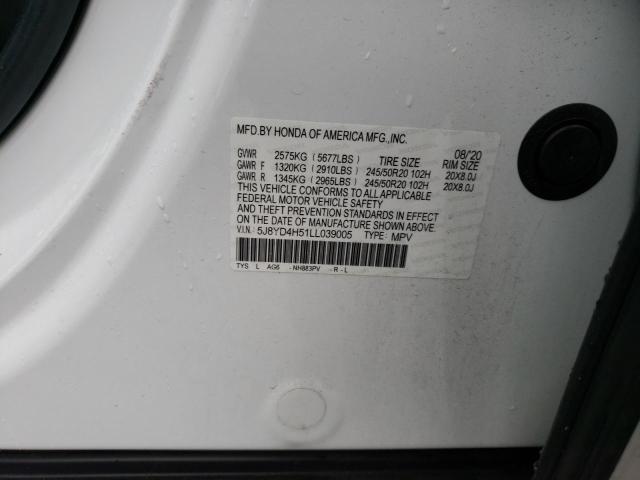 MFD.BY HONDA OF AMERICA MFG.,INC.
08/'20
GVWR 2575KG (5677LBS) TIRE SIZE RIM SIZE
GAWR F 1320KG (2910LBS) 245/50R20 102H 20X8.0J
GAWR R 1345KG (2965LBS) 245/50R20 102H 20X8.0J
THIS VEHICLE CONFORMS TO ALL APPLICABLE
FEDERAL MOTOR VEHICLE SAFETY
AND THEFT PREVENTION STANDARDS IN EFFECT
ON THE DATE OF MANUFACTURE SHOWN ABOVE.
V.I.N.: 5J8YD4H51LL039005 TYPE: MPV
TYS L AG6 -NH883PV -R-L